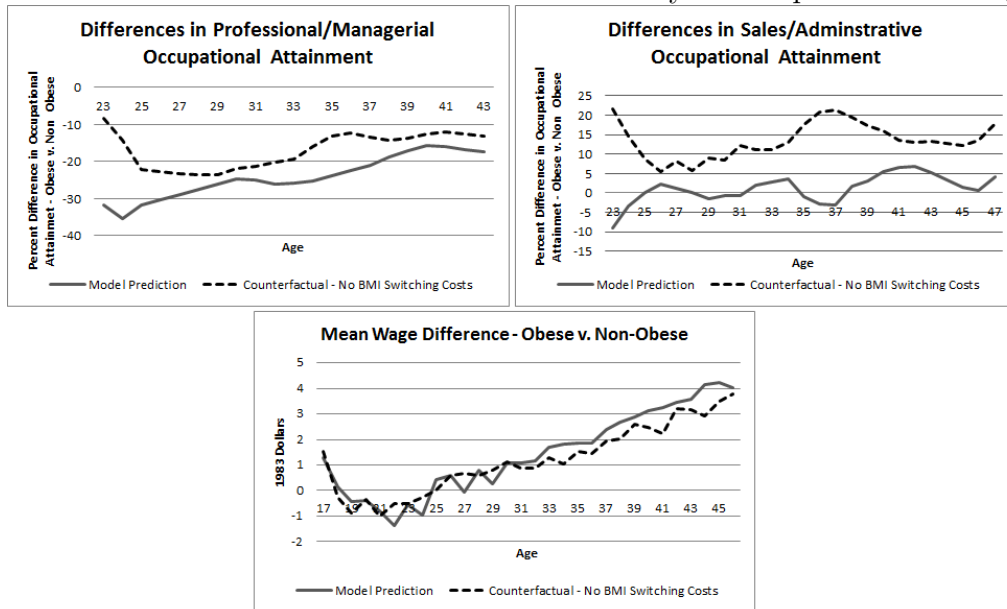 Differences in Professional/Managerial
Occupational Attainment
Percent Difference in Occupational
Attainmet - Obese v. Non Obese
0
-10
-20
-30
-40
23 25 27 29 31 33 35 37 39 41 43
Age
Model Prediction Counterfactual - No BMI Switching Costs
Differences in Sales/Adminstrative
Occupational Attainment
Percent Difference in Occupational
Attainmet - Obese v. Non Obese
25
20
15
10
5
0
-5
-10
-15
23 25 27 29 31 33 35 37 39 41 43 45 47
Age
Model Prediction Counterfactual - No BMI Switching Costs
Mean Wage Difference - Obese v. Non-Obese
1983 Dollars
5
4
3
2
1
0
-1
-2
17 19 21 23 25 27 29 31 33 35 37 39 41 43 45
Age
Model Prediction Counterfactual - No BMI Switching Costs